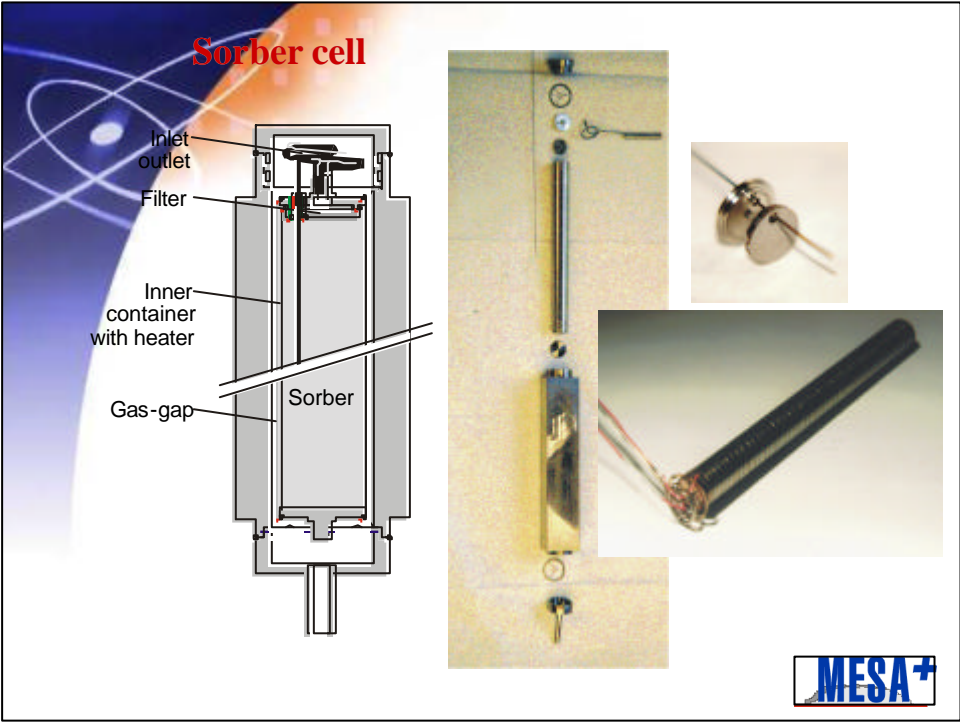 Sorber cell
Inlet
outlet
Filter
Inner
container
with heater
Gas-gap
Sorber
MESA+